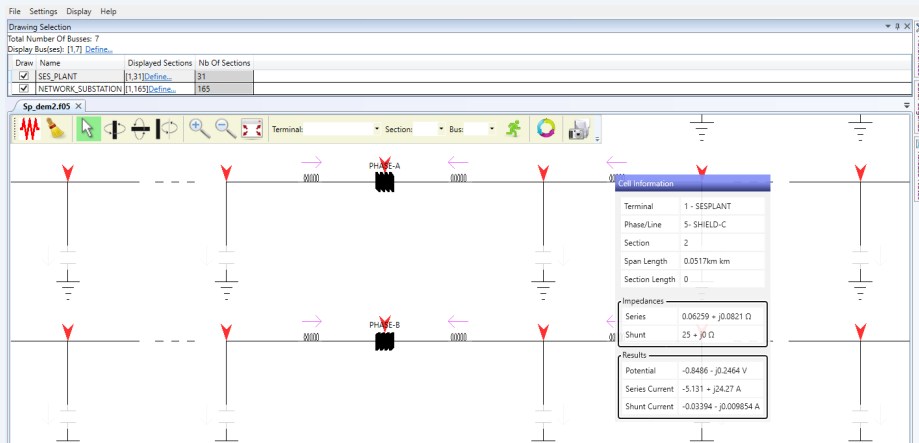 File Settings Display Help
Drawing Selection
Total Number Of Busses: 7
Display Bus(ses): [1,7] Define...
Draw Name Displayed Sections Nb Of Sections
SES_PLANT [1,31]Define... 31
NETWORK_SUBSTATION [1,165]Define... 165
Sp_dem2.f05
Terminal: Section: Bus:
PHASE-A
Cell Information
Terminal 1 - SESPLANT
Phase/Line 5- SHIELD-C
Section 2
Span Length 0.0517km km
Section Length 0
Impedances
Series 0.06259 + j0.0821 Ω
Shunt 25 + j0 Ω
Results
Potential -0.8486 - j0.2464 V
Series Current -5.131 + j24.27 A
Shunt Current -0.03394 - j0.009854 A
PHASE-B